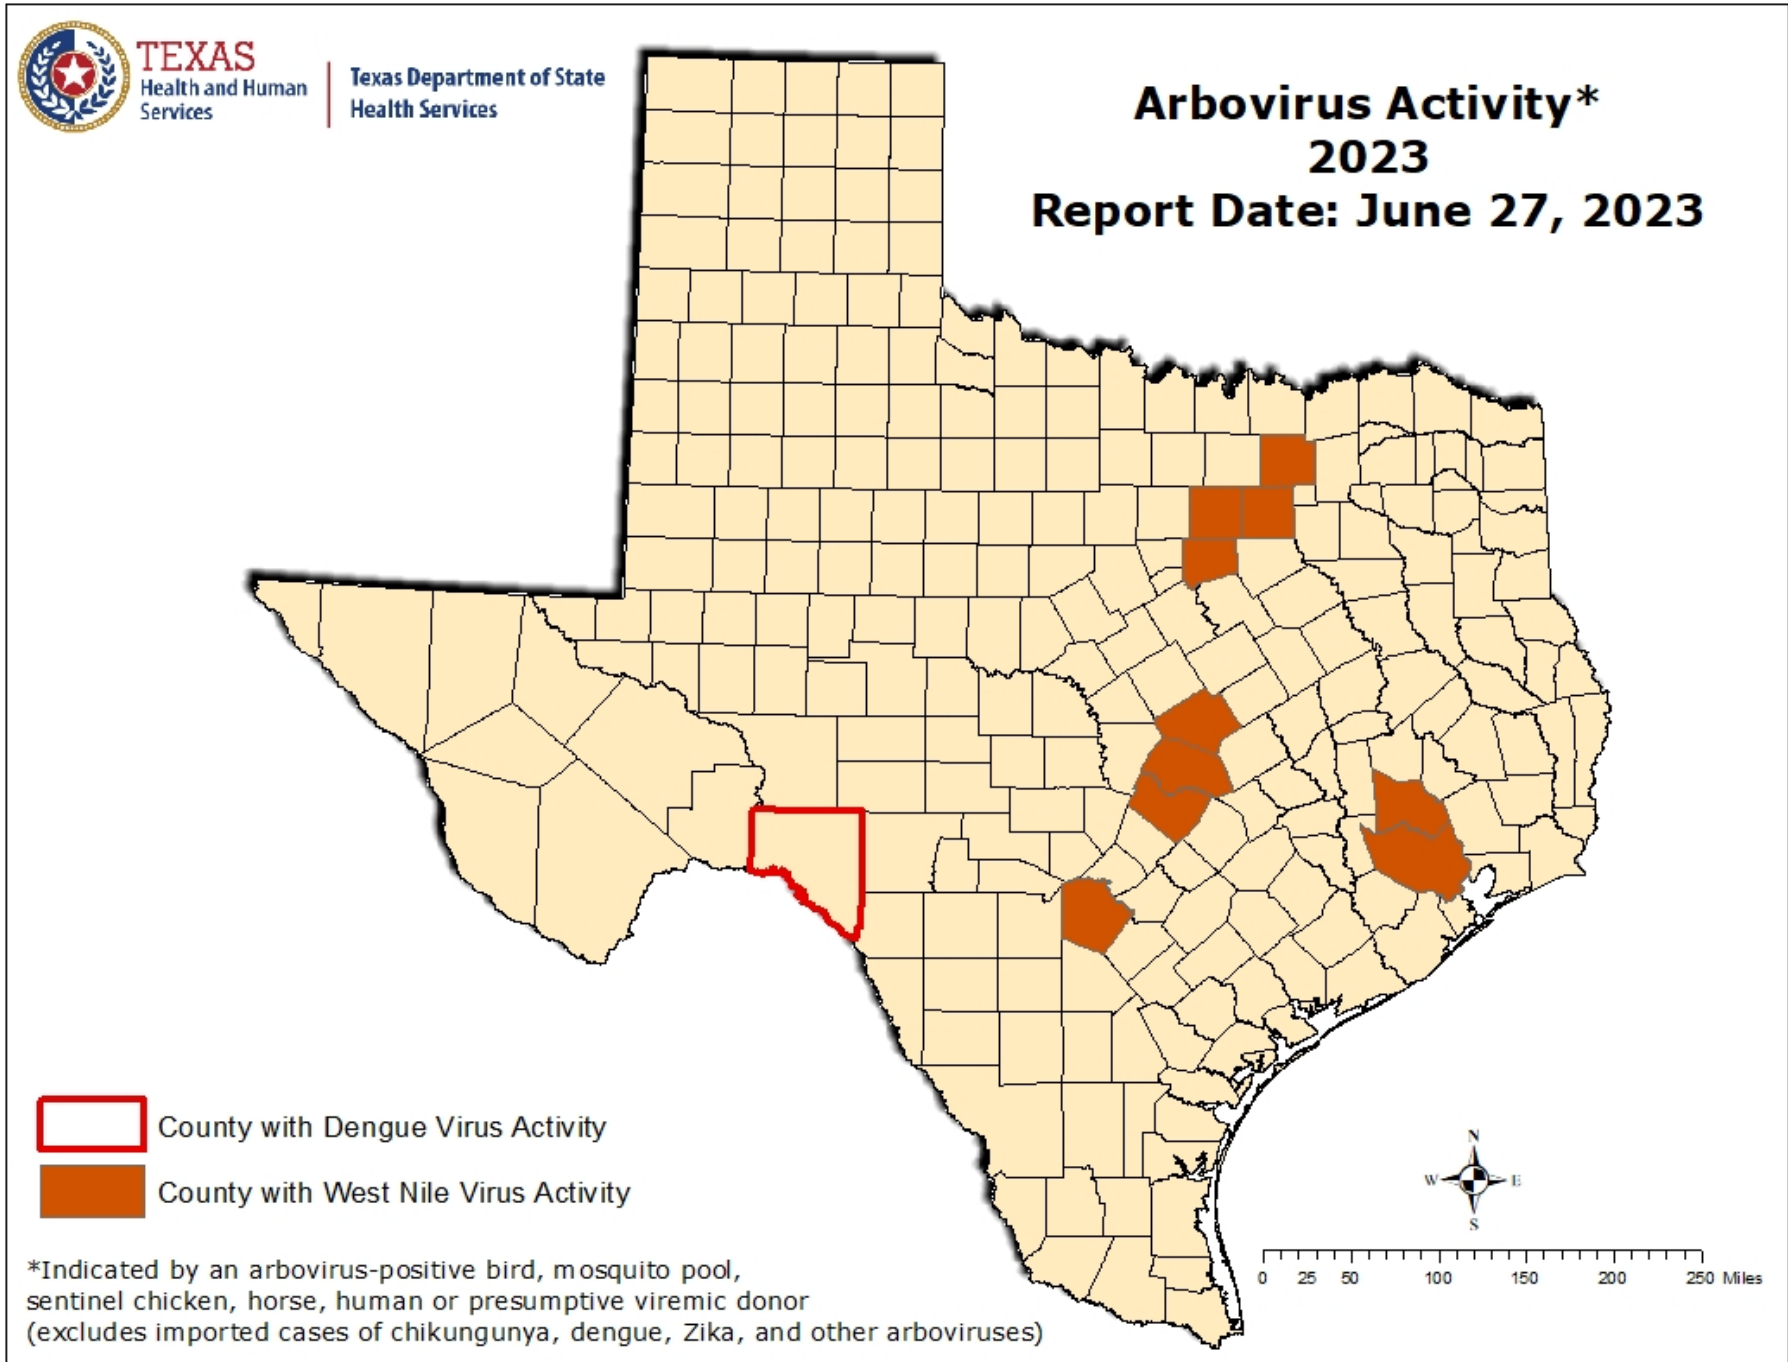 TEXAS
Health and Human
Services
Texas Department of State
Health Services
Arbovirus Activity*
2023
Report Date: June 27, 2023
County with Dengue Virus Activity
County with West Nile Virus Activity
*Indicated by an arbovirus-positive bird, mosquito pool,
sentinel chicken, horse, human or presumptive viremic donor
(excludes imported cases of chikungunya, dengue, Zika, and other arboviruses)
N
W E
S
0 25 50 100 150 200 250 Miles